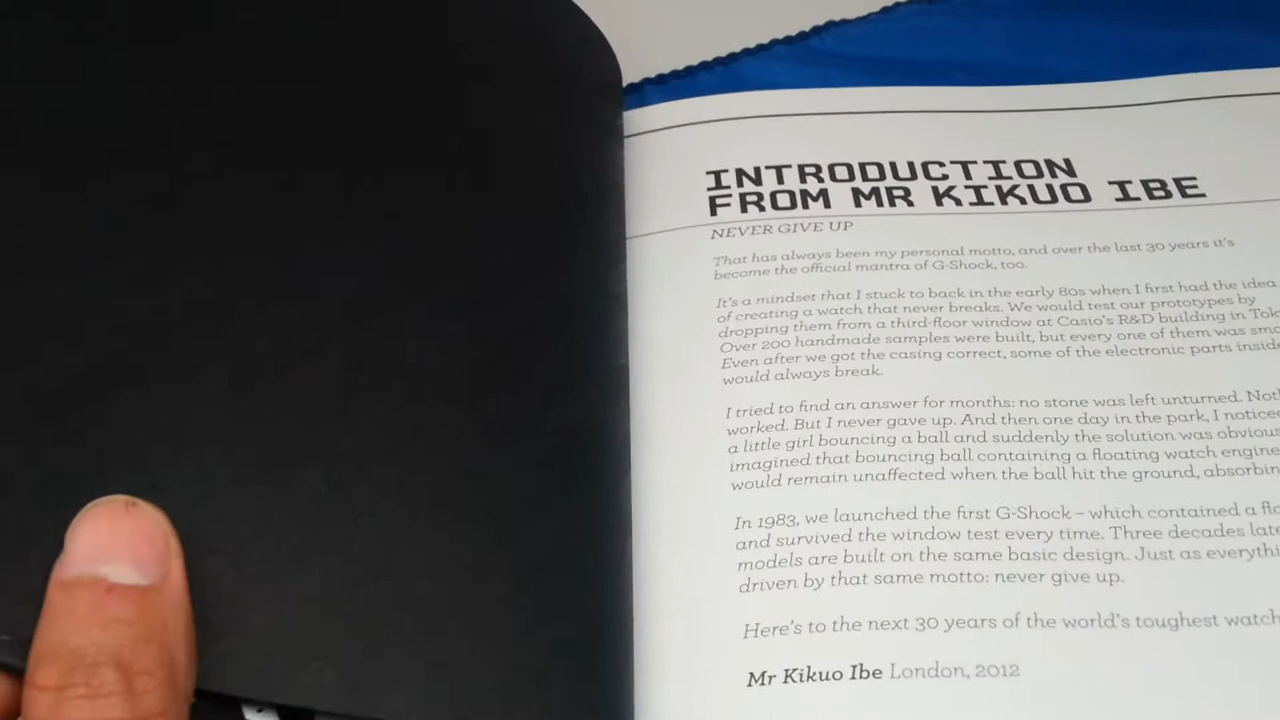 INTRODUCTION
FROM MR KIKUO IBE
NEVER GIVE UP
That has always been my personal motto, and over the last 30 years it's
become the official mantra of G-Shock, too.
It's a mindset that I stuck to back in the early 80s when I first had the idea
of creating a watch that never breaks. We would test our prototypes by
dropping them from a third-floor window at Casio's R&D building in
Over 200 handmade samples were built, but every one of them was
Even after we got the casing correct, some of the electronic parts inside
would always break.
I tried to find an answer for months: no stone was left unturned.
worked. But I never gave up. And then one day in the park, I noticed
a little girl bouncing a ball and suddenly the solution was obvious
imagined that bouncing ball containing a floating watch engine
would remain unaffected when the ball hit the ground,
In 1983, we launched the first G-Shock – which contained a
and survived the window test every time. Three decades
models are built on the same basic design. Just as
driven by that same motto: never give up.
Here's to the next 30 years of the world's toughest watch
Mr Kikuo Ibe London, 2012